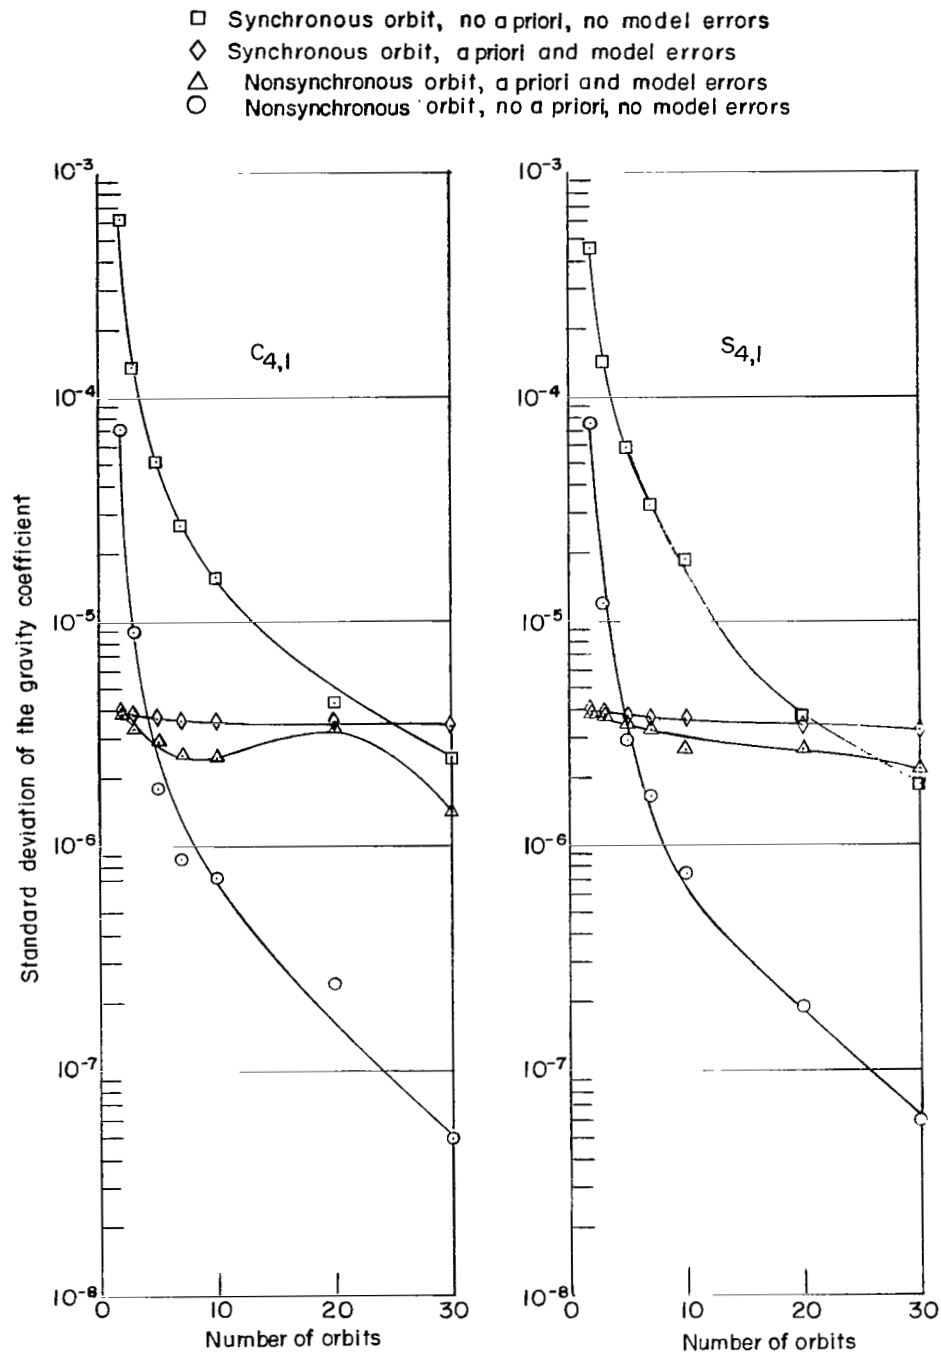 Synchronous orbit, no a priori, no model errors
Synchronous orbit, a priori and model errors
Nonsynchronous orbit, a priori and model errors
Nonsynchronous orbit, no a priori, no model errors
Standard deviation of the gravity coefficient
10-3
10-4
10-5
10-6
10-7
10-8
C4,1
0 10 20 30
Number of orbits
10-3
10-4
10-5
10-6
10-7
10-8
S4,1
0 10 20 30
Number of orbits